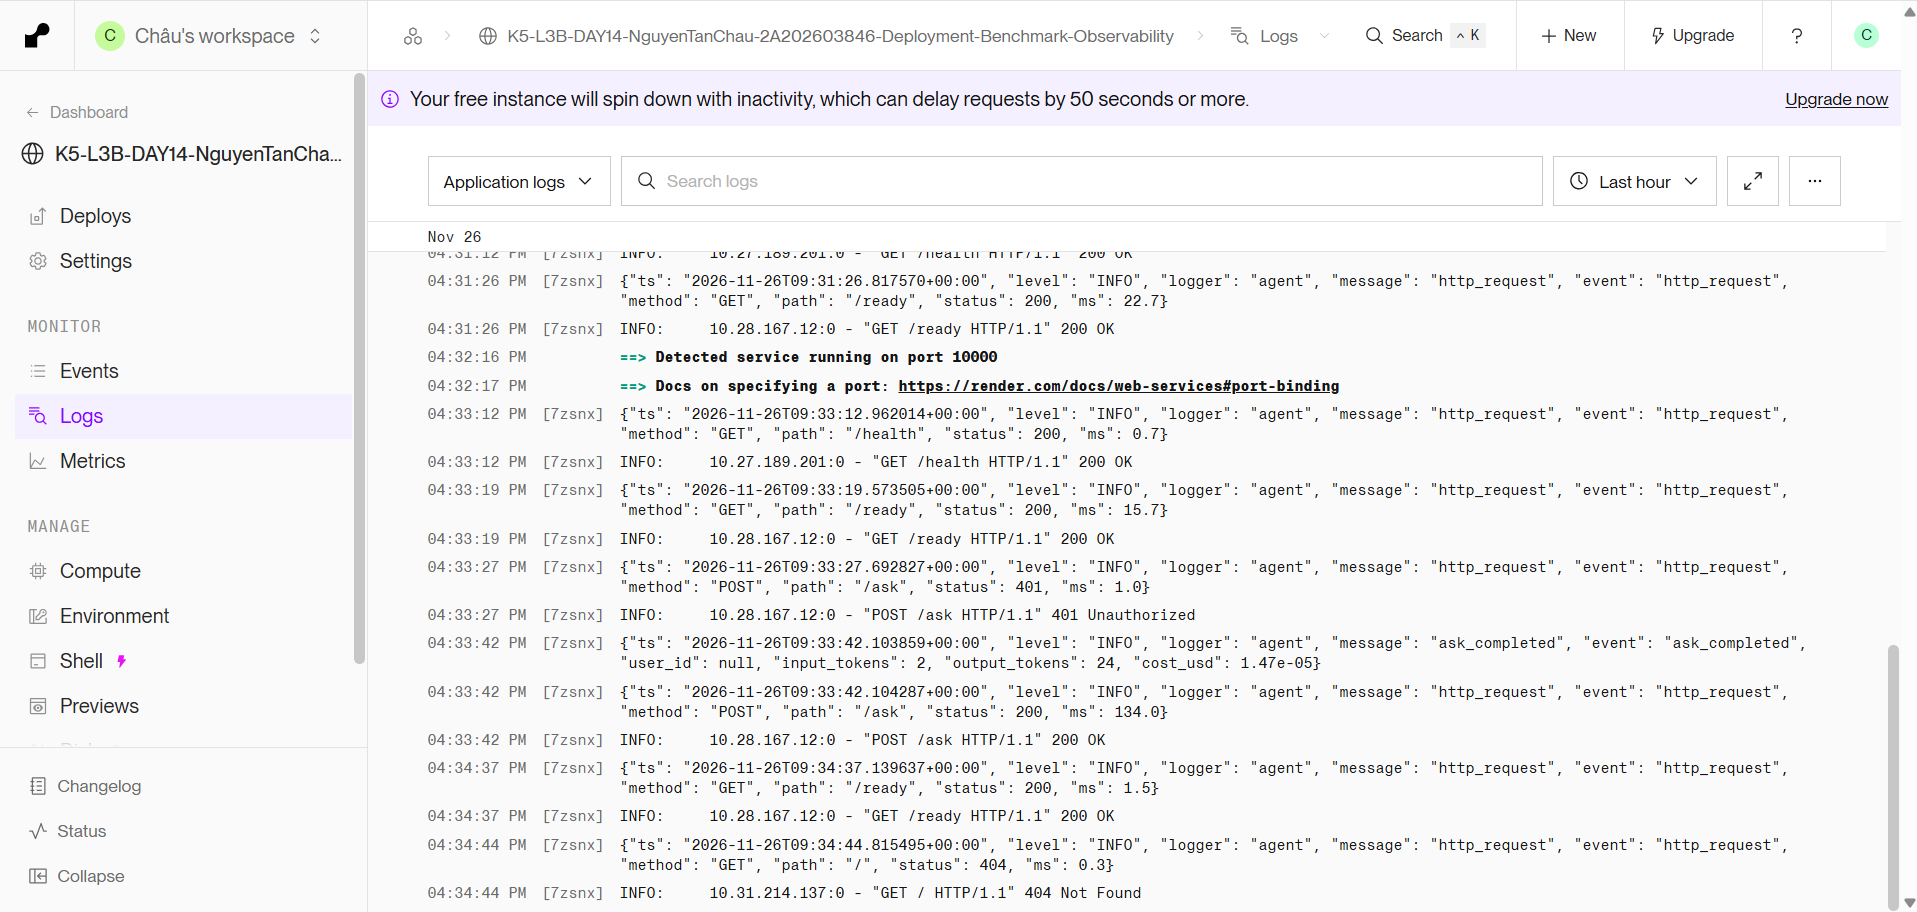 C Châu's workspace
K5-L3B-DAY14-NguyenTanChau-2A202603846-Deployment-Benchmark-Observability
Logs
Search ^ K
+ New
Upgrade
?
C
← Dashboard
K5-L3B-DAY14-NguyenTanCha...
Deploys
Settings
MONITOR
Events
Logs
Metrics
MANAGE
Compute
Environment
Shell
Previews
Changelog
Status
Collapse
Your free instance will spin down with inactivity, which can delay requests by 50 seconds or more.
Upgrade now
Application logs
Search logs
Last hour
...
Nov 26
04:31:12 PM [7zsnx] INFO: 10.27.189.201:0 - "GET /health HTTP/1.1" 200 OK
04:31:26 PM [7zsnx] {"ts": "2026-11-26T09:31:26.817570+00:00", "level": "INFO", "logger": "agent", "message": "http_request", "event": "http_request",
"method": "GET", "path": "/ready", "status": 200, "ms": 22.7}
04:31:26 PM [7zsnx] INFO: 10.28.167.12:0 - "GET /ready HTTP/1.1" 200 OK
04:32:16 PM ==> Detected service running on port 10000
04:32:17 PM ==> Docs on specifying a port: https://render.com/docs/web-services#port-binding
04:33:12 PM [7zsnx] {"ts": "2026-11-26T09:33:12.962014+00:00", "level": "INFO", "logger": "agent", "message": "http_request", "event": "http_request",
"method": "GET", "path": "/health", "status": 200, "ms": 0.7}
04:33:12 PM [7zsnx] INFO: 10.27.189.201:0 - "GET /health HTTP/1.1" 200 OK
04:33:19 PM [7zsnx] {"ts": "2026-11-26T09:33:19.573505+00:00", "level": "INFO", "logger": "agent", "message": "http_request", "event": "http_request",
"method": "GET", "path": "/ready", "status": 200, "ms": 15.7}
04:33:19 PM [7zsnx] INFO: 10.28.167.12:0 - "GET /ready HTTP/1.1" 200 OK
04:33:27 PM [7zsnx] {"ts": "2026-11-26T09:33:27.692827+00:00", "level": "INFO", "logger": "agent", "message": "http_request", "event": "http_request",
"method": "POST", "path": "/ask", "status": 401, "ms": 1.0}
04:33:27 PM [7zsnx] INFO: 10.28.167.12:0 - "POST /ask HTTP/1.1" 401 Unauthorized
04:33:42 PM [7zsnx] {"ts": "2026-11-26T09:33:42.103859+00:00", "level": "INFO", "logger": "agent", "message": "ask_completed", "event": "ask_completed",
"user_id": null, "input_tokens": 2, "output_tokens": 24, "cost_usd": 1.47e-05}
04:33:42 PM [7zsnx] {"ts": "2026-11-26T09:33:42.104287+00:00", "level": "INFO", "logger": "agent", "message": "http_request", "event": "http_request",
"method": "POST", "path": "/ask", "status": 200, "ms": 134.0}
04:33:42 PM [7zsnx] INFO: 10.28.167.12:0 - "POST /ask HTTP/1.1" 200 OK
04:34:37 PM [7zsnx] {"ts": "2026-11-26T09:34:37.139637+00:00", "level": "INFO", "logger": "agent", "message": "http_request", "event": "http_request",
"method": "GET", "path": "/ready", "status": 200, "ms": 1.5}
04:34:37 PM [7zsnx] INFO: 10.28.167.12:0 - "GET /ready HTTP/1.1" 200 OK
04:34:44 PM [7zsnx] {"ts": "2026-11-26T09:34:44.815495+00:00", "level": "INFO", "logger": "agent", "message": "http_request", "event": "http_request",
"method": "GET", "path": "/", "status": 404, "ms": 0.3}
04:34:44 PM [7zsnx] INFO: 10.31.214.137:0 - "GET / HTTP/1.1" 404 Not Found